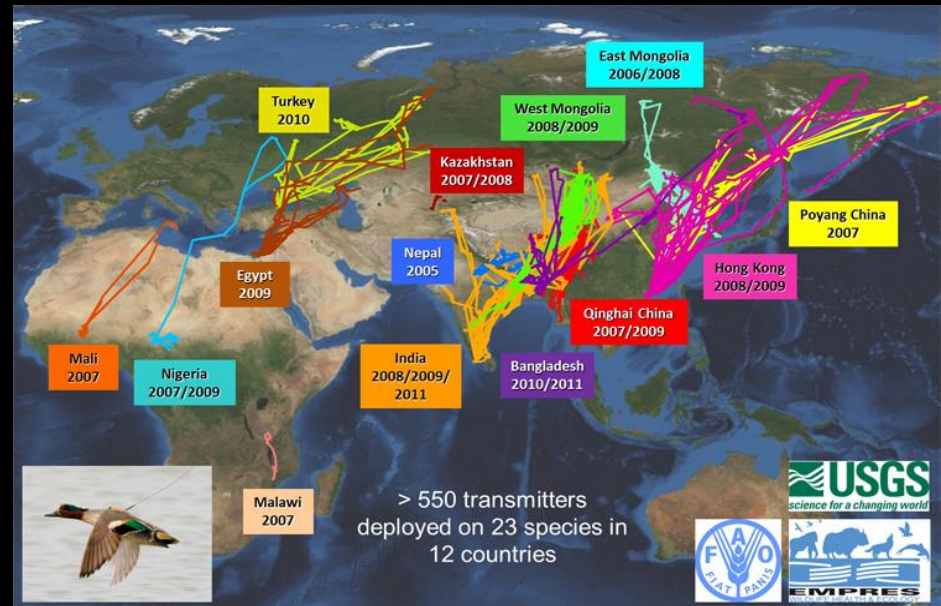 East Mongolia
2006/2008
Turkey
2010
West Mongolia
2008/2009
Kazakhstan
2007/2008
Poyang China
2007
Nepal
2005
Egypt
2009
Hong Kong
2008/2009
Qinghai China
2007/2009
Mali
2007
Nigeria
2007/2009
India
2008/2009/
2011
Bangladesh
2010/2011
Malawi
2007
> 550 transmitters
deployed on 23 species in
12 countries
USGS
science for a changing world
F A O
FIAT PANIS
EMPRES
WILDLIFE HEALTH & ECOLOGY